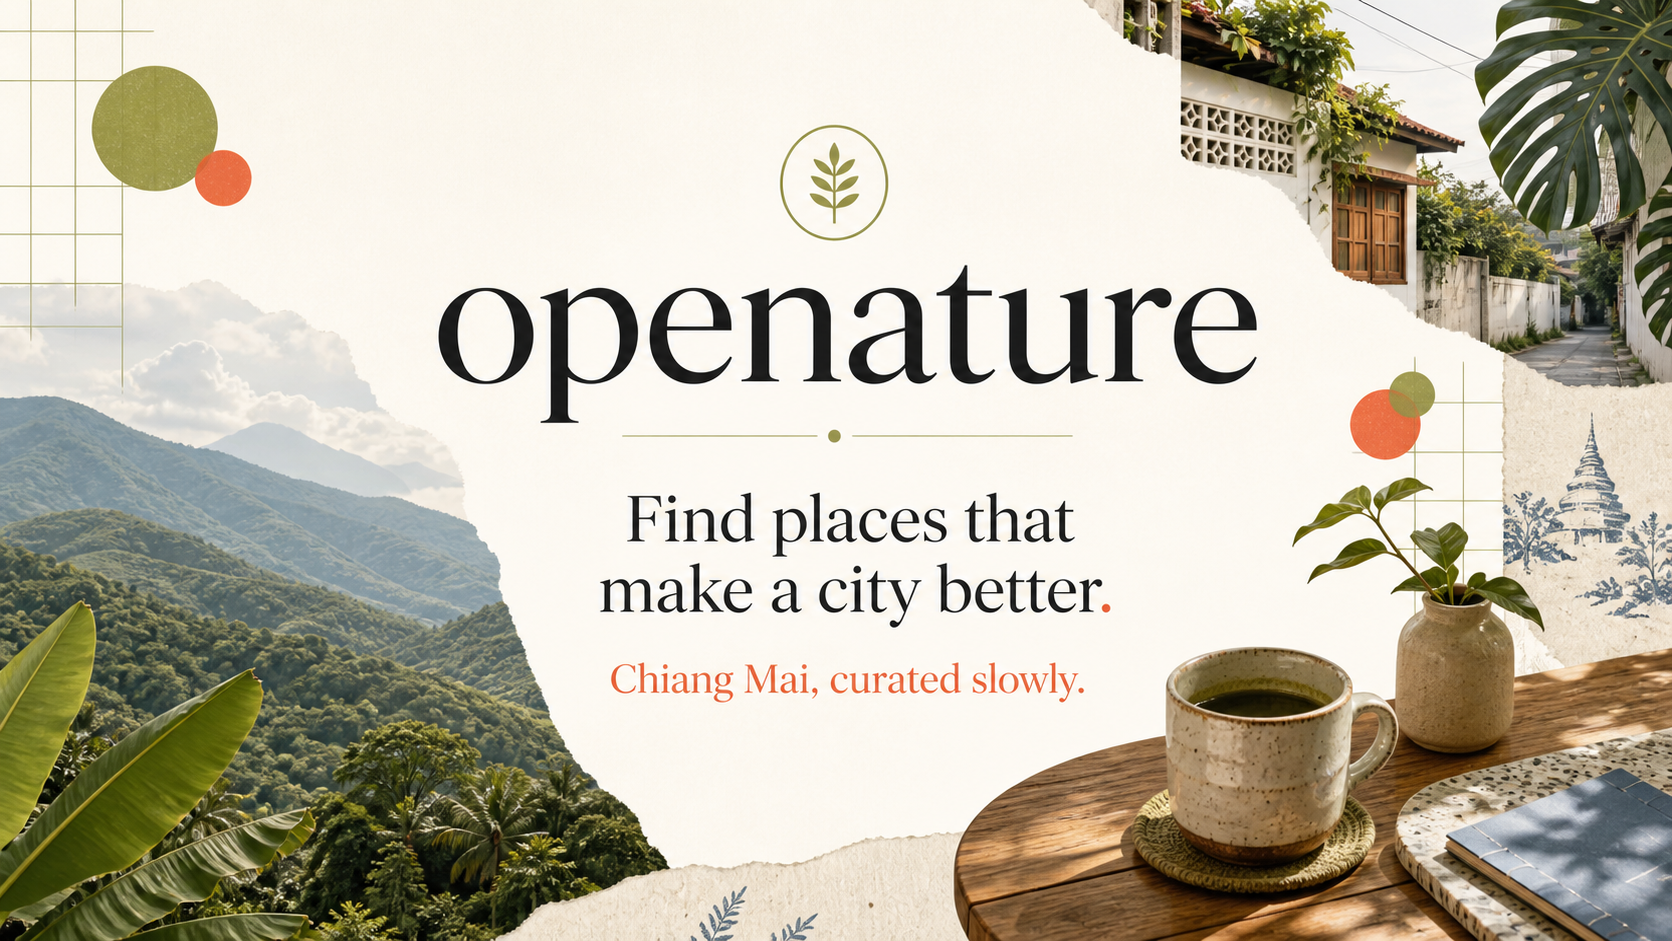 openature
Find places that
make a city better.
Chiang Mai, curated slowly.